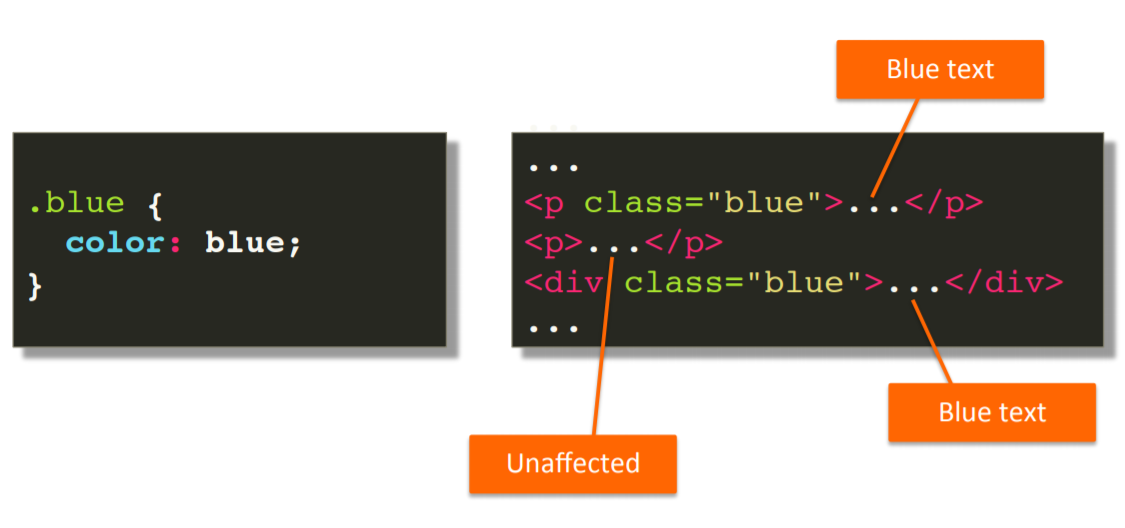 Blue text
.blue {
color: blue;
}
...
<p class="blue">...</p>
<p>...</p>
<div class="blue">...</div>
...
Blue text
Unaffected